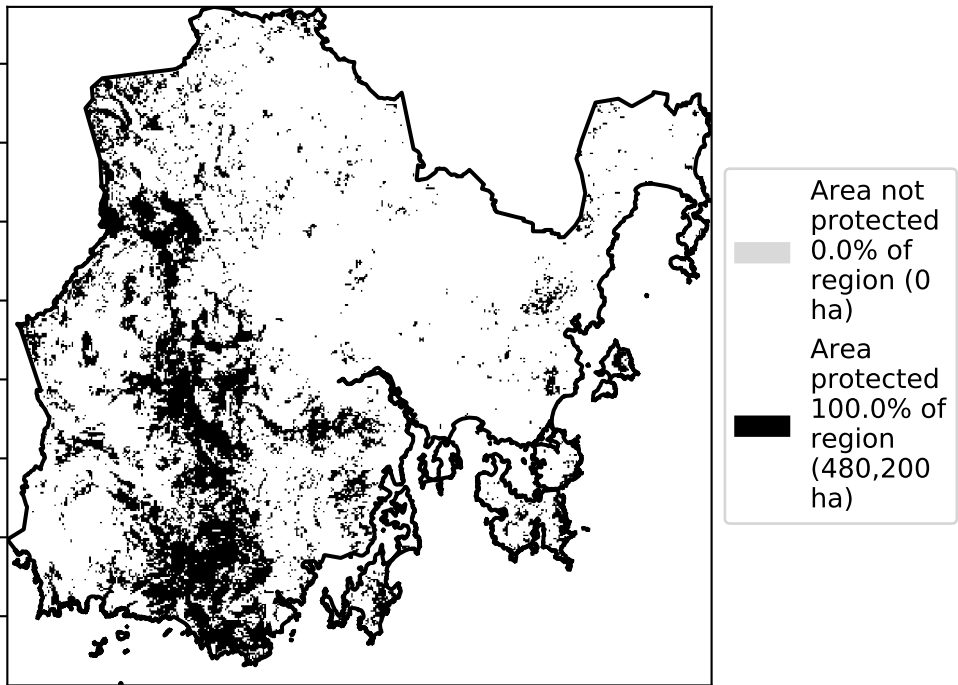 Area not
protected
0.0% of
region (0
ha)
Area
protected
100.0% of
region
(480,200
ha)